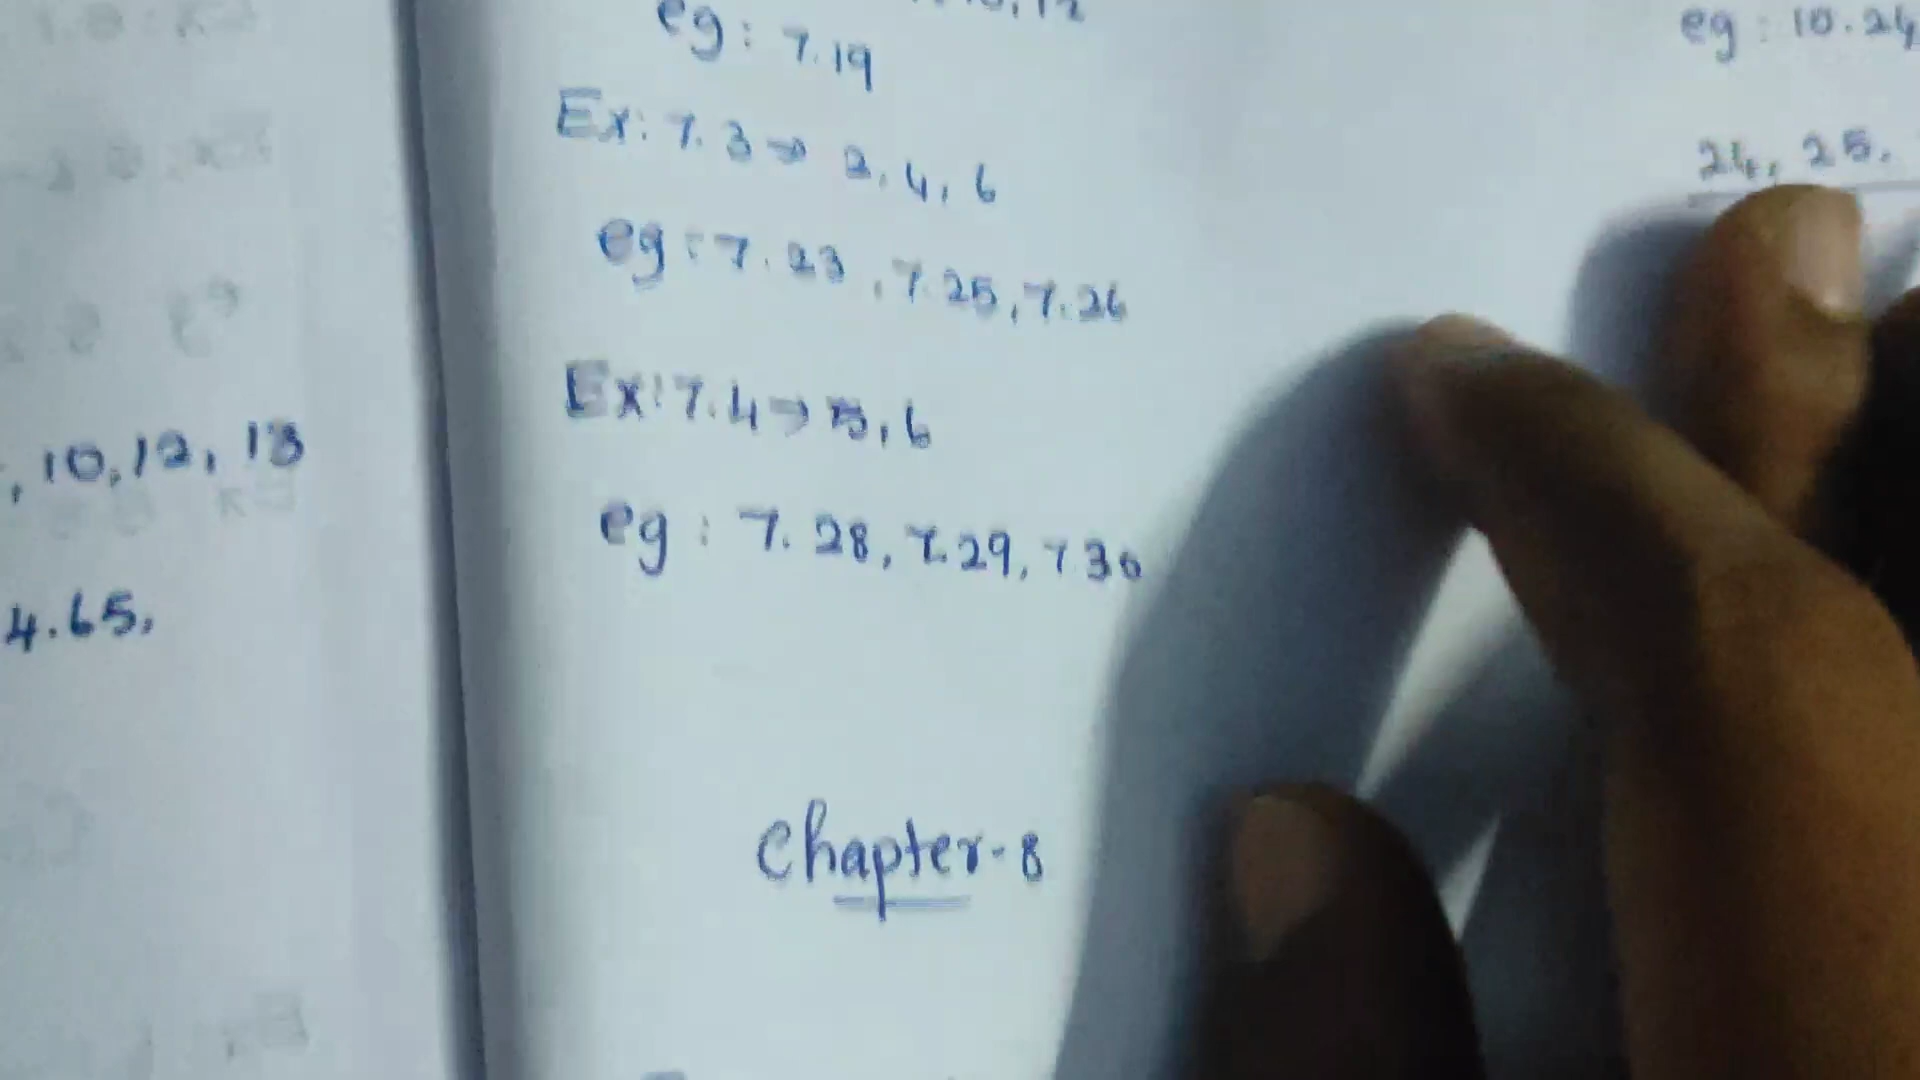 , 10, 12, 13
4.65,
eg: 7.19
Ex: 7.3 → 2, 4, 6
eg: 7.23, 7.25, 7.26
Ex: 7.4 → 5, 6
eg: 7.28, 7.29, 7.30
Chapter-8
eg: 10.24
24, 25.